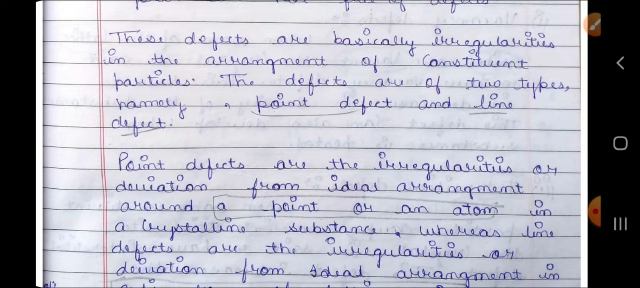 These defects are basically irregularities
in the arrangment of constituent
particles. The defects are of two types,
namely, point defect and line
defect.
Point defects are the irregularities or
deviation from ideal arrangment
around a point or an atom in
a crystalline substance, whereas line
defects are the irregularities or
deviation from ideal arrangment in